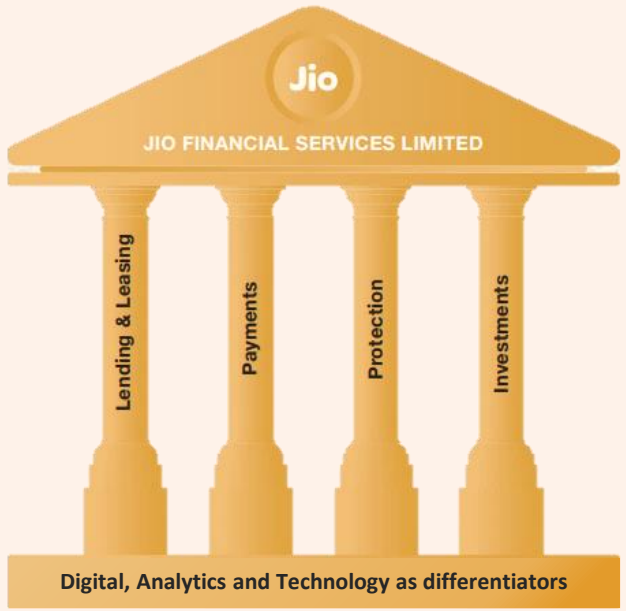 Jio
JIO FINANCIAL SERVICES LIMITED
Lending & Leasing
Payments
Protection
Investments
Digital, Analytics and Technology as differentiators